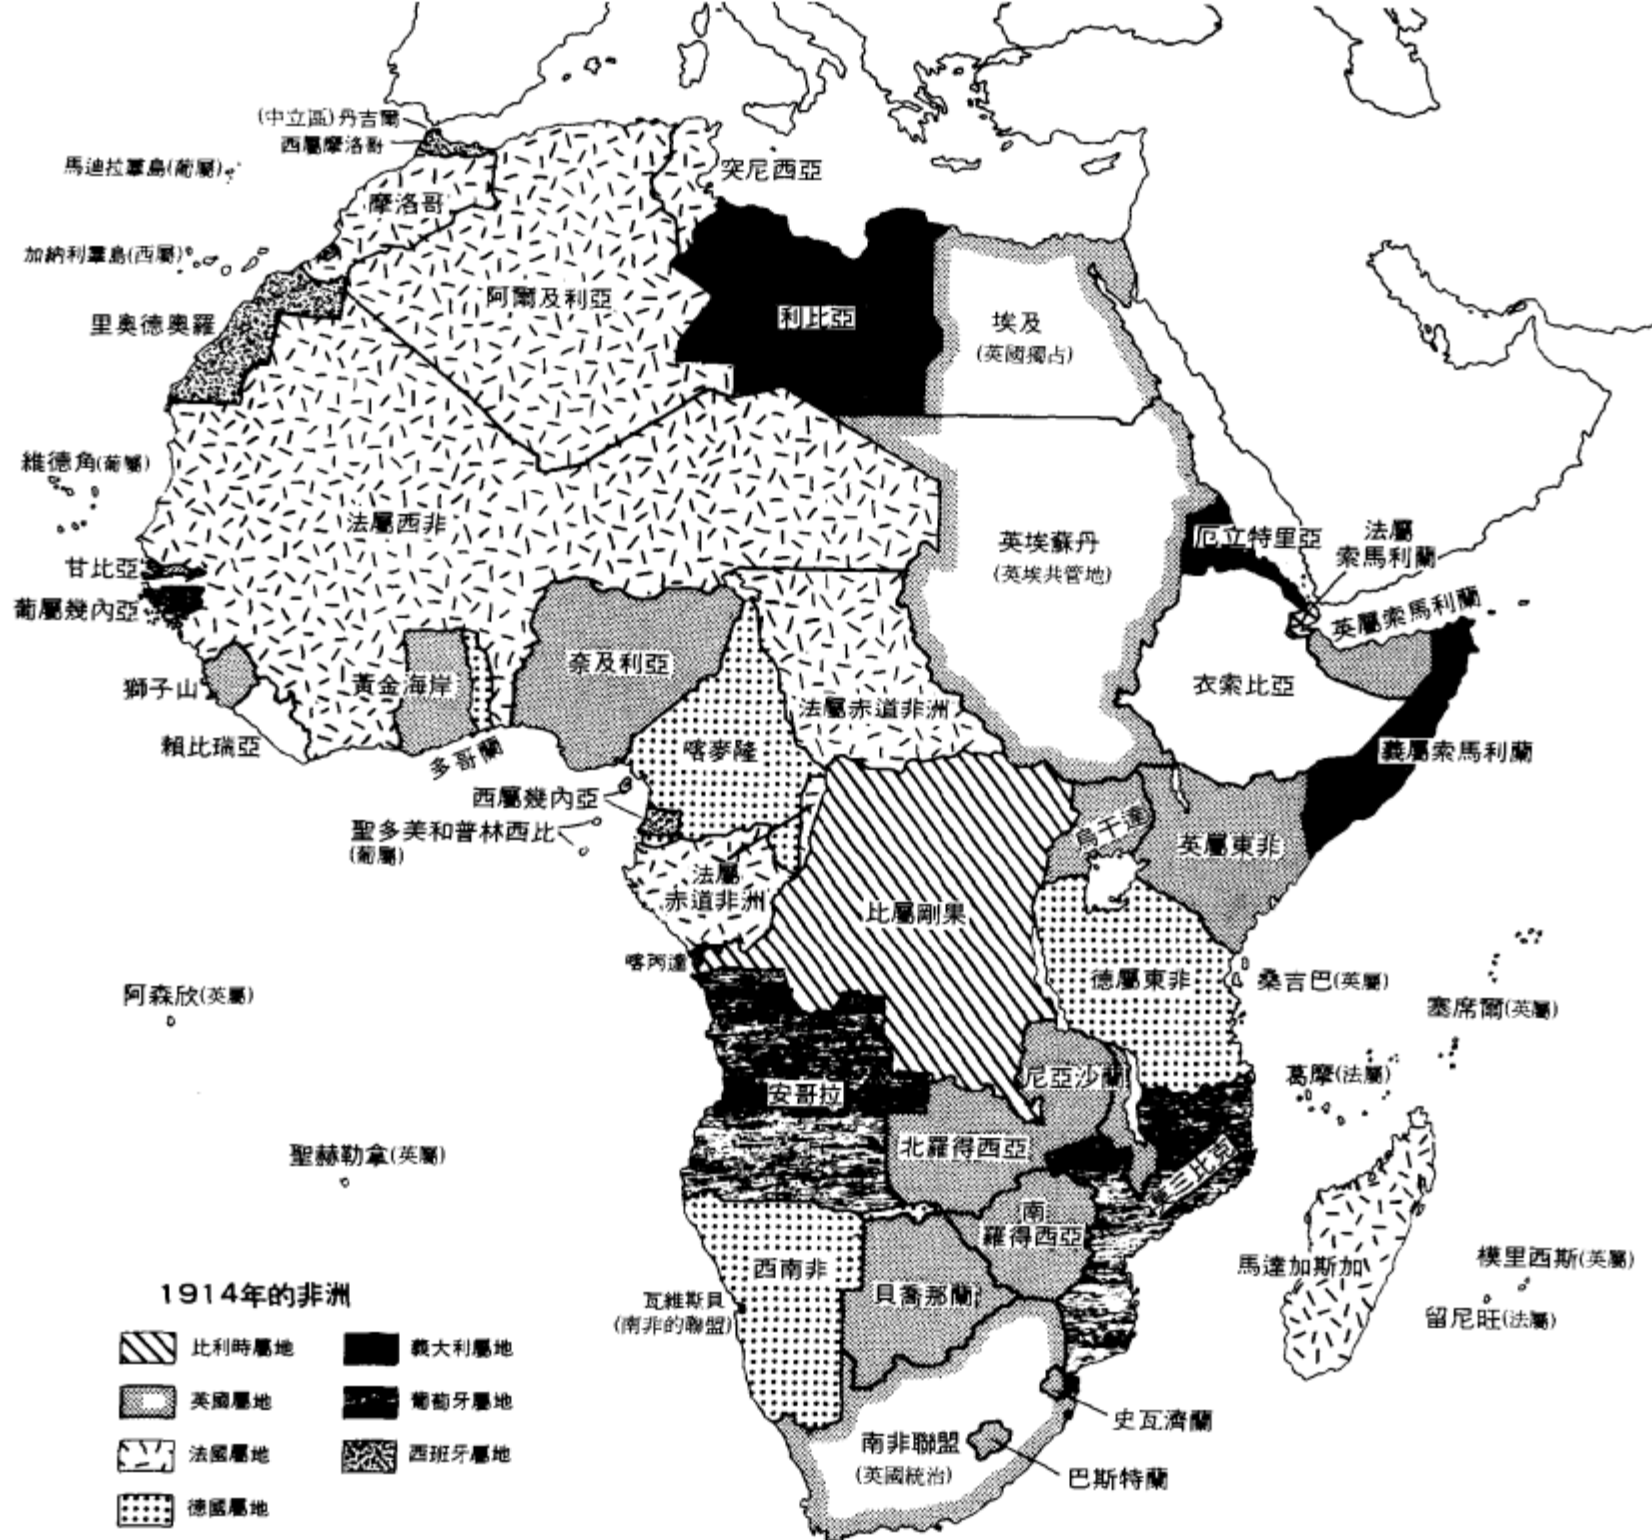 (中立區)丹吉爾
西屬摩洛哥
馬迪拉羣島(葡屬)
突尼西亞
摩洛哥
加納利羣島(西屬)
阿爾及利亞
里奧德奧羅
利比亞
埃及
(英國獨占)
維德角(葡屬)
法屬西非
英埃蘇丹
(英埃共管地)
厄立特里亞
法屬
索馬利蘭
甘比亞
葡屬幾內亞
英屬索馬利蘭
獅子山
黃金海岸
奈及利亞
衣索比亞
法屬赤道非洲
賴比瑞亞
多哥蘭
喀麥隆
義屬索馬利蘭
西屬幾內亞
聖多美和普林西比
(葡屬)
烏干達
英屬東非
法屬
赤道非洲
比屬剛果
喀丙達
德屬東非
桑吉巴(英屬)
阿森欣(英屬)
塞席爾(英屬)
安哥拉
尼亞沙蘭
葛摩(法屬)
聖赫勒拿(英屬)
北羅得西亞
三比克
南
羅得西亞
馬達加斯加
模里西斯(英屬)
西南非
貝喬那蘭
瓦維斯貝
(南非的聯盟)
留尼旺(法屬)
史瓦濟蘭
南非聯盟
(英國統治)
巴斯特蘭
1914年的非洲
比利時屬地
義大利屬地
英國屬地
葡萄牙屬地
法國屬地
西班牙屬地
德國屬地